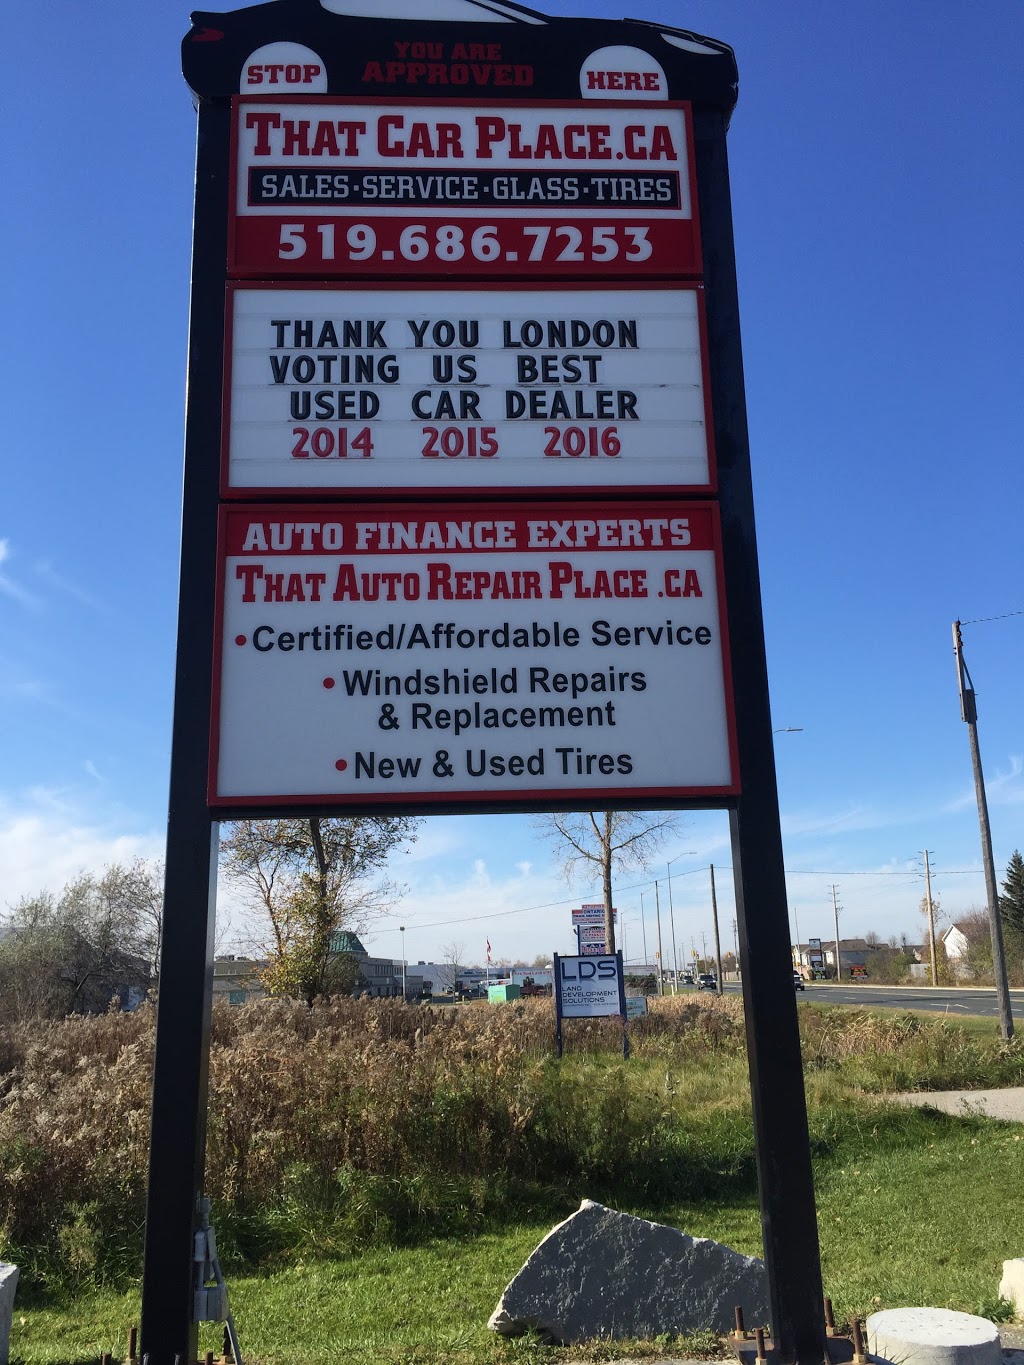 YOU ARE
STOP APPROVED HERE
THAT CAR PLACE.CA
SALES·SERVICE·GLASS·TIRES
519.686.7253
THANK YOU LONDON
VOTING US BEST
USED CAR DEALER
2014 2015 2016
AUTO FINANCE EXPERTS
THAT AUTO REPAIR PLACE .CA
•Certified/Affordable Service
•Windshield Repairs
& Replacement
•New & Used Tires
ONTARIO
LDS
LAND
DEVELOPMENT
SOLUTIONS